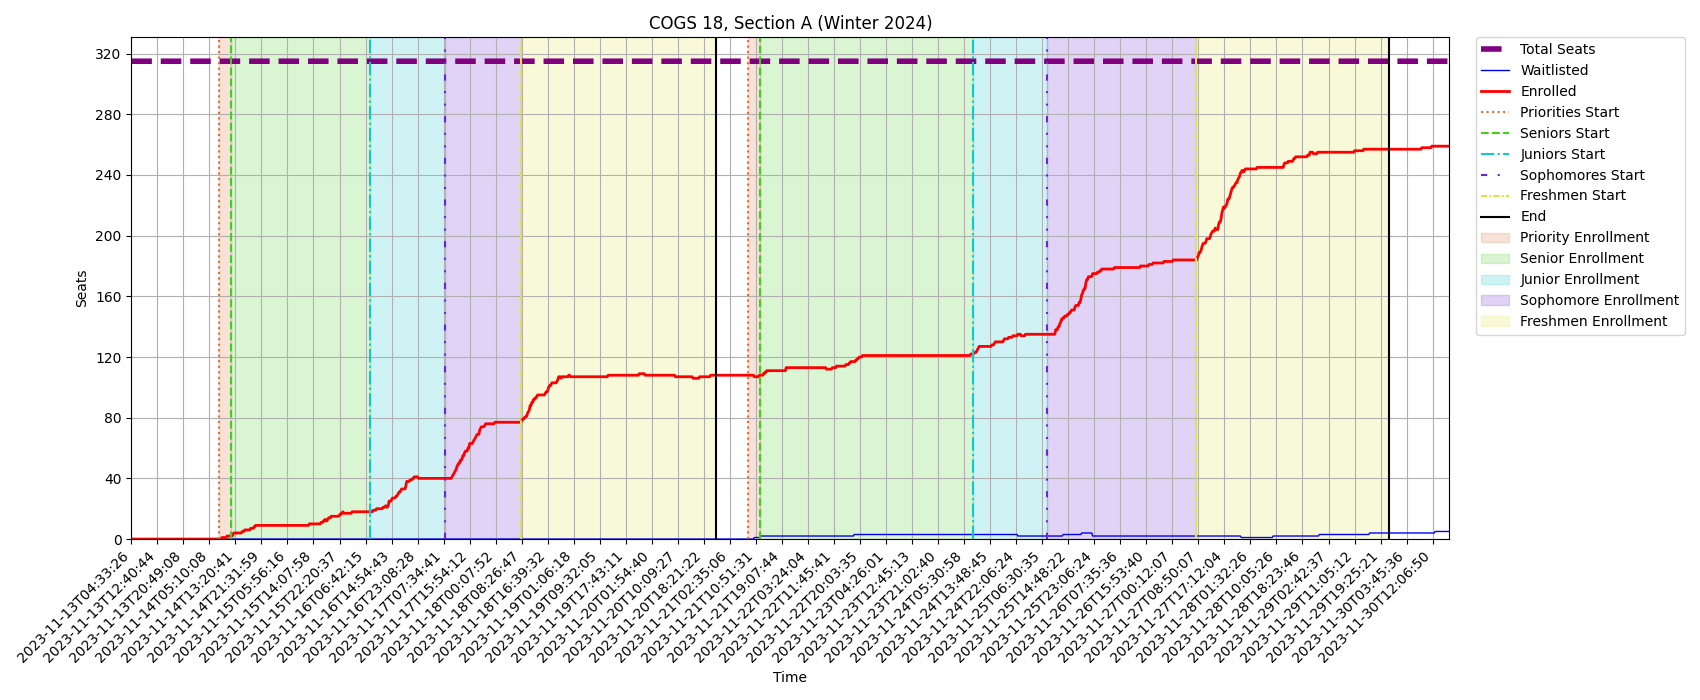 COGS 18, Section A (Winter 2024)
Seats
320
280
240
200
160
120
80
40
0
2023-11-13T04:33:26
2023-11-13T12:40:44
2023-11-13T20:49:08
2023-11-14T05:10:08
2023-11-14T13:20:41
2023-11-14T21:31:59
2023-11-15T05:56:16
2023-11-15T14:07:58
2023-11-15T22:20:37
2023-11-16T06:42:15
2023-11-16T14:54:43
2023-11-16T23:08:28
2023-11-17T07:34:41
2023-11-17T15:54:12
2023-11-18T00:07:52
2023-11-18T08:26:47
2023-11-18T16:39:32
2023-11-19T01:06:18
2023-11-19T09:32:05
2023-11-19T17:43:11
2023-11-20T01:54:40
2023-11-20T10:09:27
2023-11-20T18:21:22
2023-11-21T02:35:06
2023-11-21T10:51:31
2023-11-21T19:07:44
2023-11-22T03:24:04
2023-11-22T11:45:41
2023-11-22T20:03:35
2023-11-23T04:26:01
2023-11-23T12:45:13
2023-11-23T21:02:40
2023-11-24T05:30:58
2023-11-24T13:48:45
2023-11-24T22:06:24
2023-11-25T06:30:35
2023-11-25T14:48:22
2023-11-25T23:06:24
2023-11-26T07:35:36
2023-11-26T15:53:40
2023-11-27T00:12:07
2023-11-27T08:50:07
2023-11-27T17:12:04
2023-11-28T01:32:26
2023-11-28T10:05:26
2023-11-28T18:23:46
2023-11-29T02:42:37
2023-11-29T11:05:12
2023-11-29T19:25:21
2023-11-30T03:45:36
2023-11-30T12:06:50
Time
Total Seats
Waitlisted
Enrolled
Priorities Start
Seniors Start
Juniors Start
Sophomores Start
Freshmen Start
End
Priority Enrollment
Senior Enrollment
Junior Enrollment
Sophomore Enrollment
Freshmen Enrollment